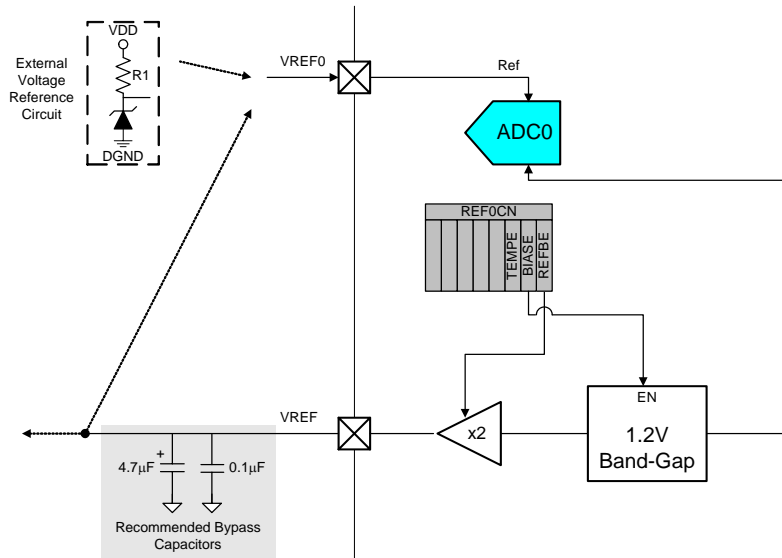 VDD
External
Voltage
Reference
Circuit
R1
DGND
VREF0
Ref
ADC0
REF0CN
TEMPE
BIASE
REFBE
EN
1.2V
Band-Gap
x2
VREF
+
4.7µF
0.1µF
Recommended Bypass
Capacitors